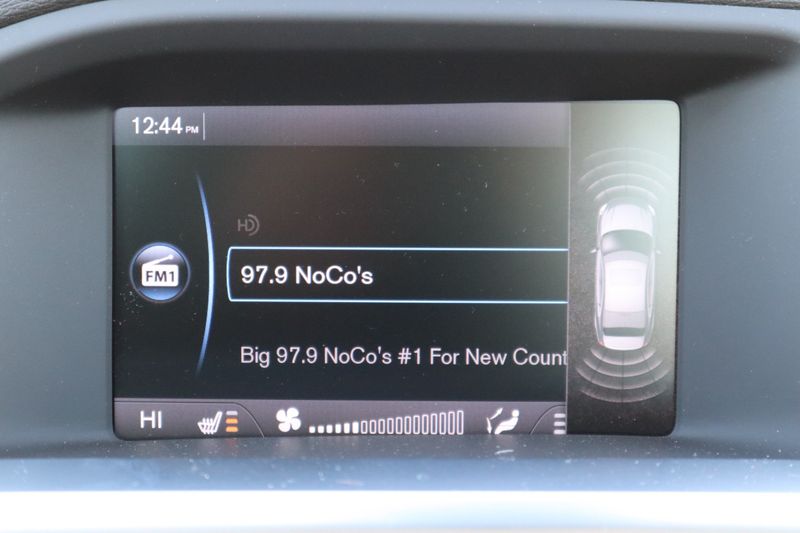 12:44 PM
HD
FM1
97.9 NoCo's
Big 97.9 NoCo's #1 For New Count
HI